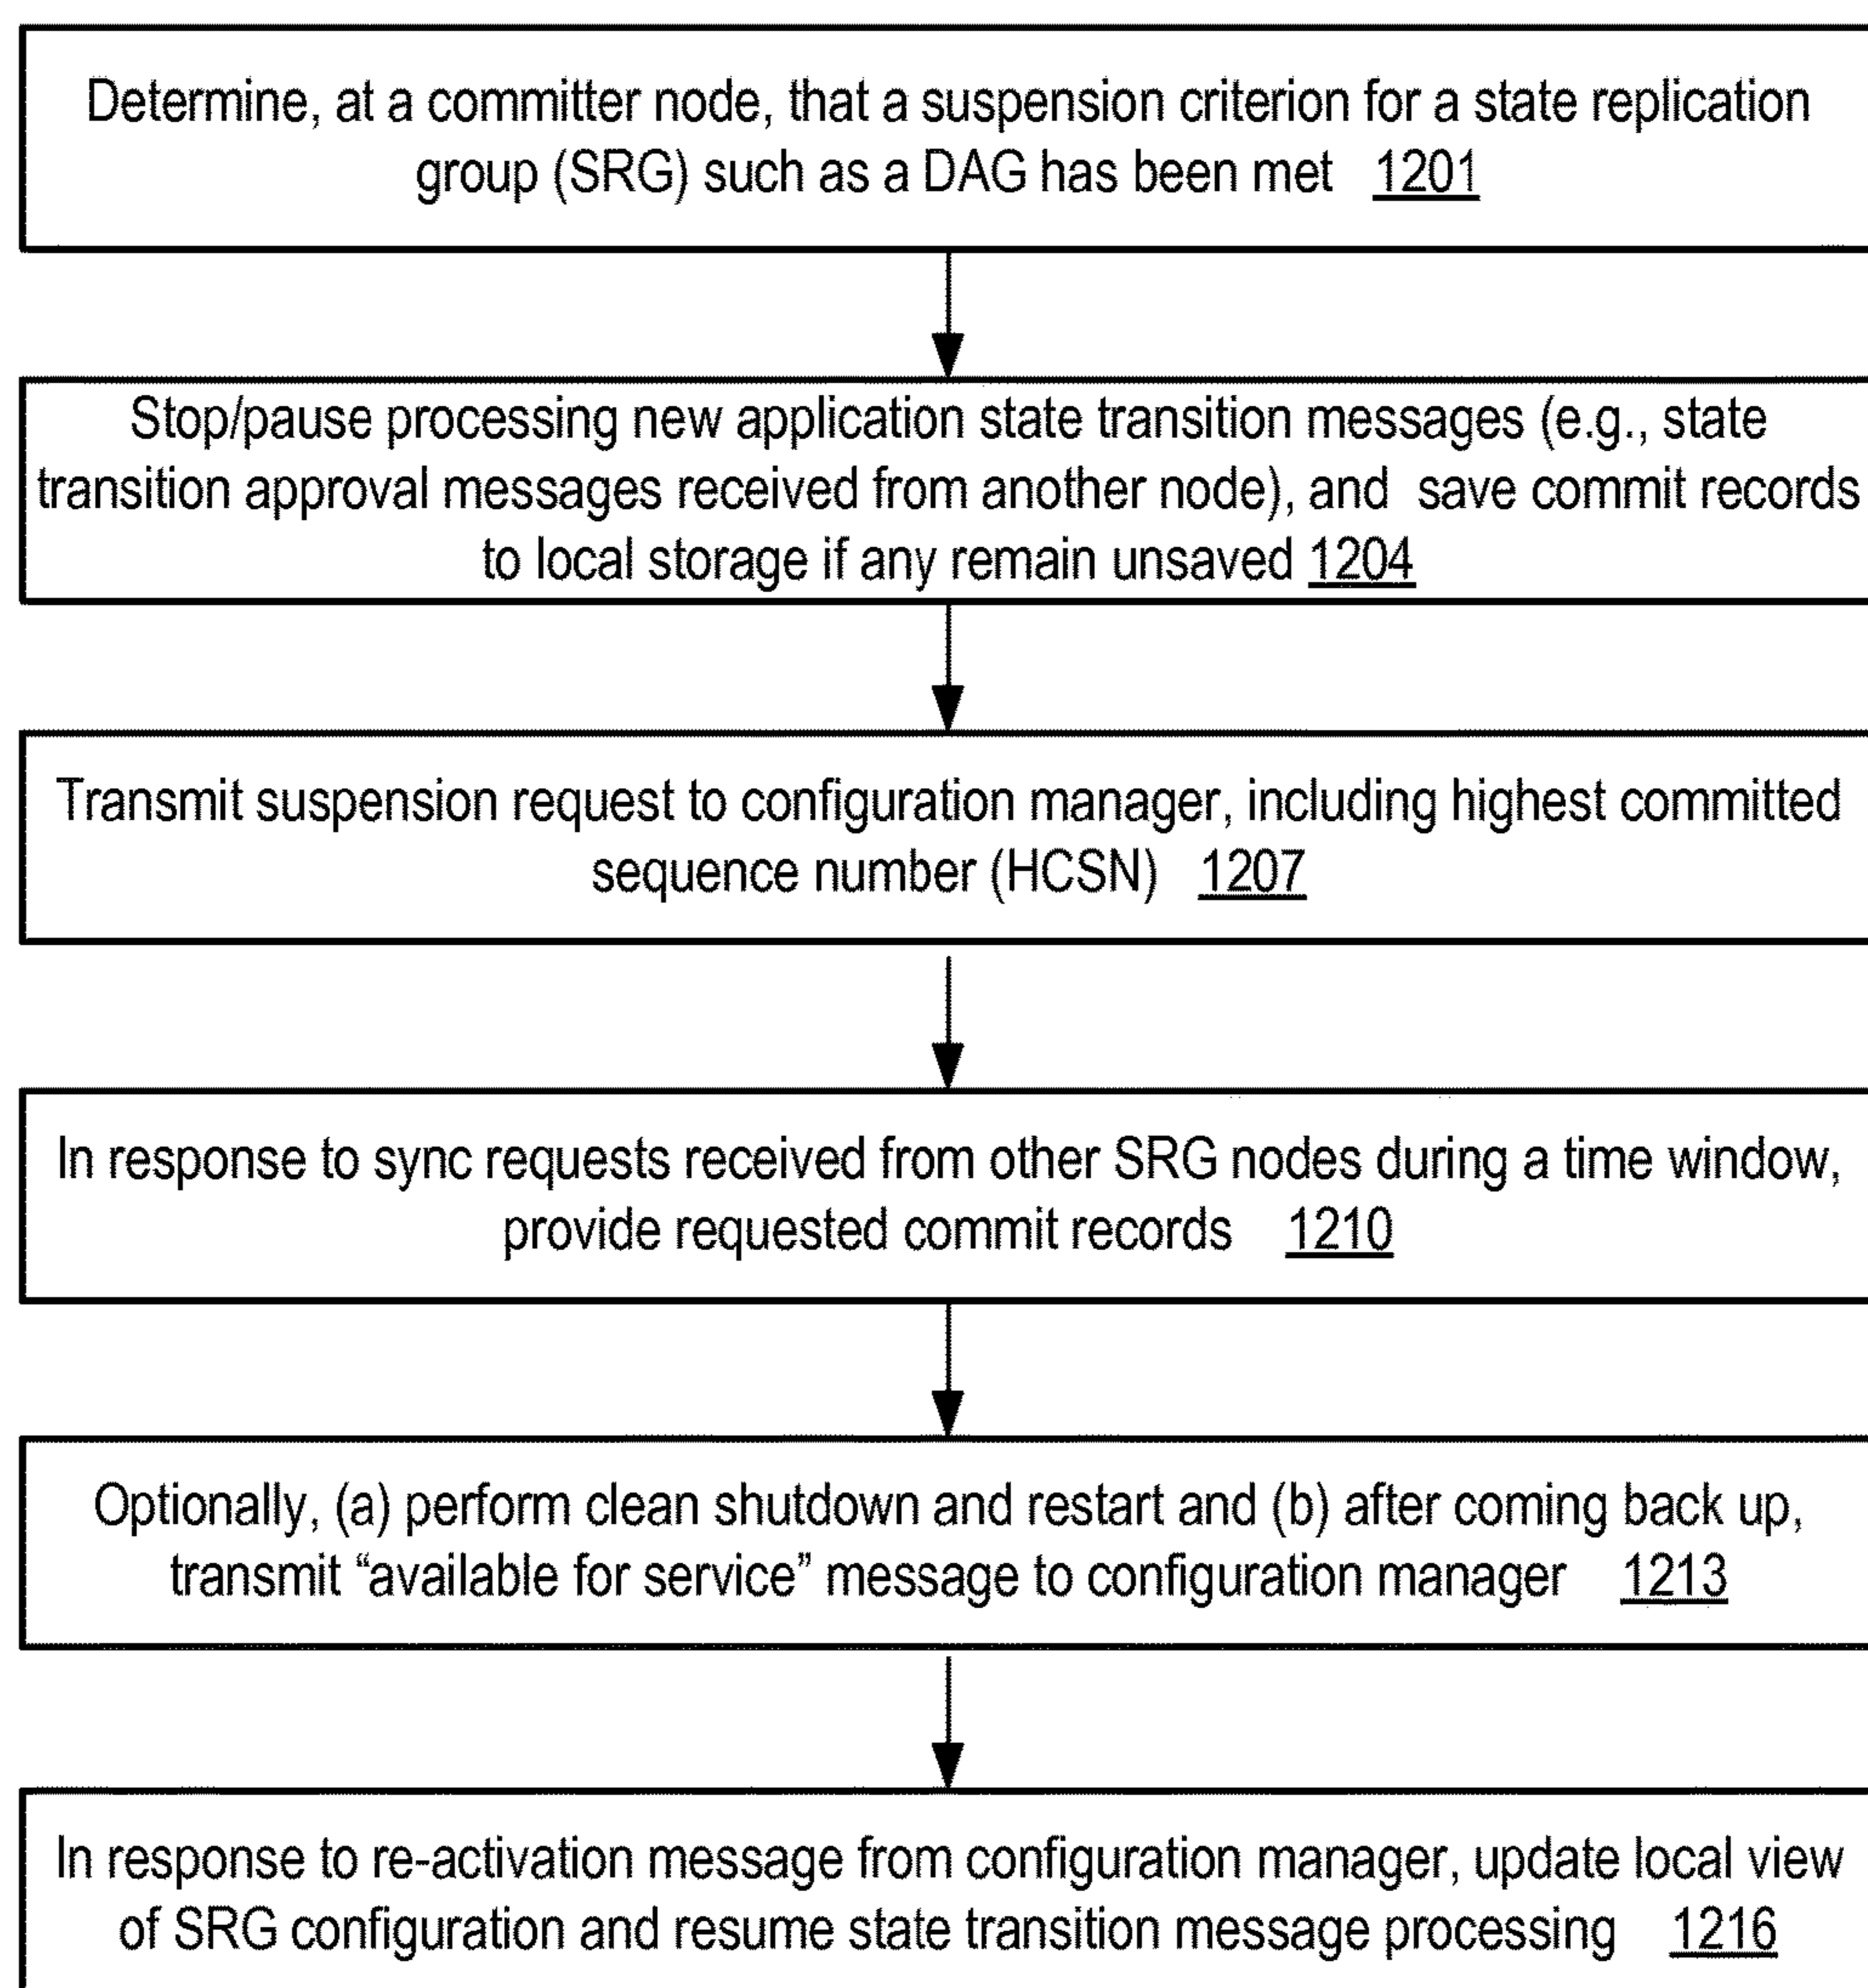 Determine, at a committer node, that a suspension criterion for a state replication
group (SRG) such as a DAG has been met 1201
Stop/pause processing new application state transition messages (e.g., state
transition approval messages received from another node), and save commit records
to local storage if any remain unsaved 1204
Transmit suspension request to configuration manager, including highest committed
sequence number (HCSN) 1207
In response to sync requests received from other SRG nodes during a time window,
provide requested commit records 1210
Optionally, (a) perform clean shutdown and restart and (b) after coming back up,
transmit “available for service” message to configuration manager 1213
In response to re-activation message from configuration manager, update local view
of SRG configuration and resume state transition message processing 1216